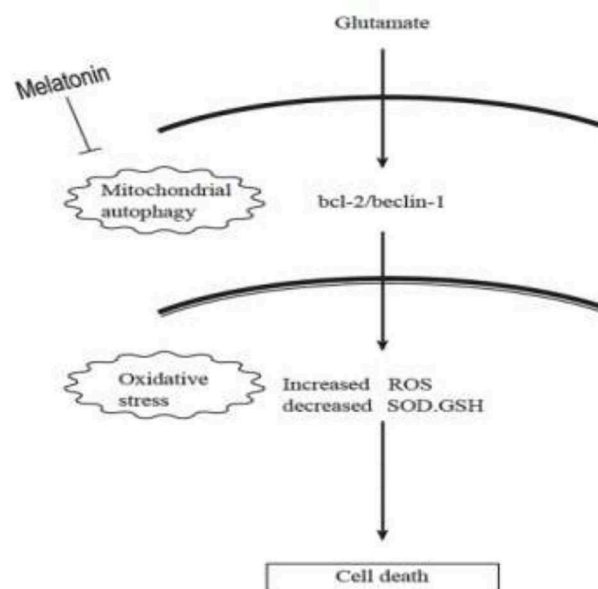 Glutamate
Melatonin
Mitochondrial
autophagy
bcl-2/beclin-1
Oxidative
stress
Increased ROS
decreased SOD.GSH
Cell death